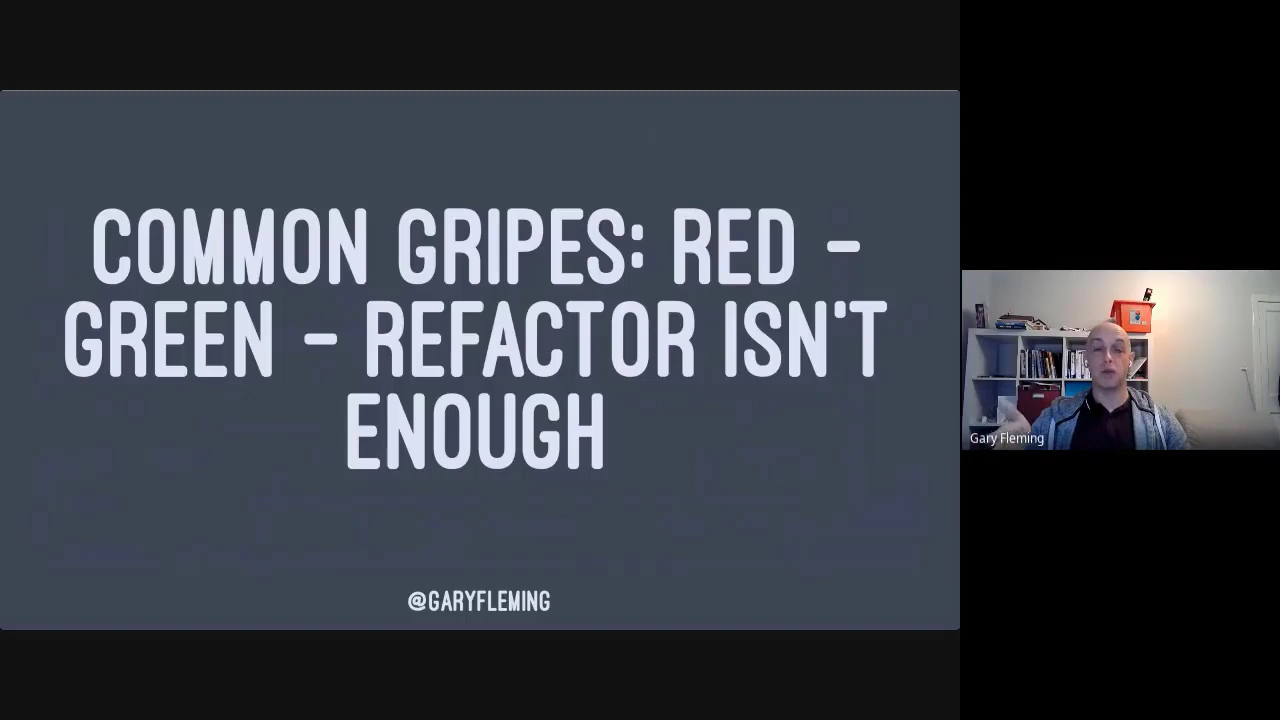 COMMON GRIPES: RED -
GREEN - REFACTOR ISN'T
ENOUGH
@GARYFLEMING
Gary Fleming